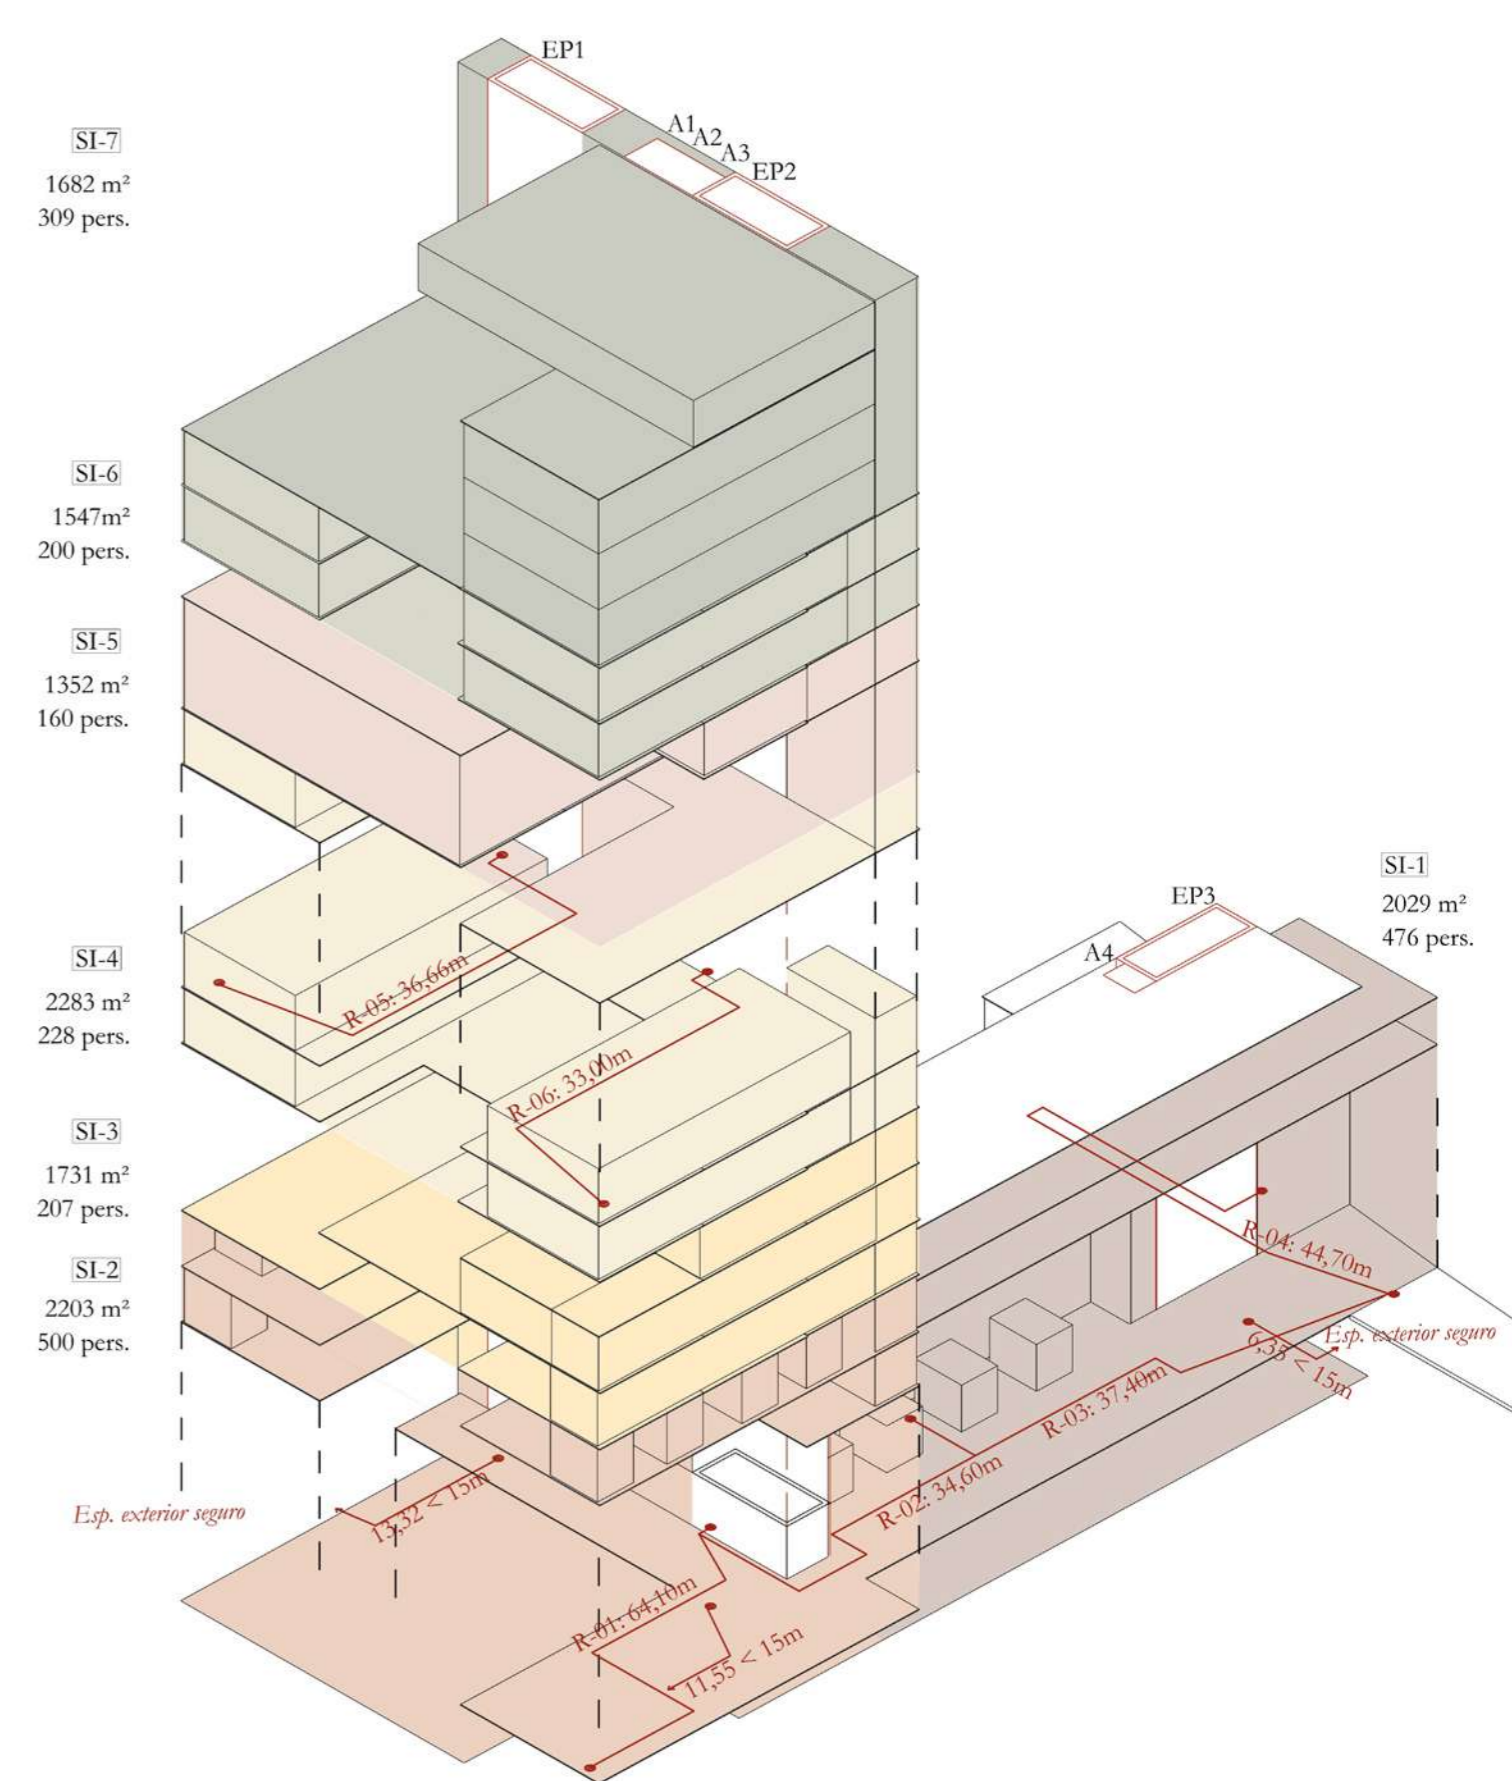 EP1
A1
A2
A3
EP2
SI-7
1682 m²
309 pers.
SI-6
1547m²
200 pers.
SI-5
1352 m²
160 pers.
SI-1
2029 m²
476 pers.
EP3
A4
SI-4
2283 m²
228 pers.
R-05: 36,66m
R-06: 33,00m
SI-3
1731 m²
207 pers.
R-04: 44,70m
SI-2
2203 m²
500 pers.
Esp. exterior seguro
6,35 < 15m
R-03: 37,40m
R-02: 34,60m
Esp. exterior seguro
13,32 < 15m
R-01: 64,10m
11,55 < 15m